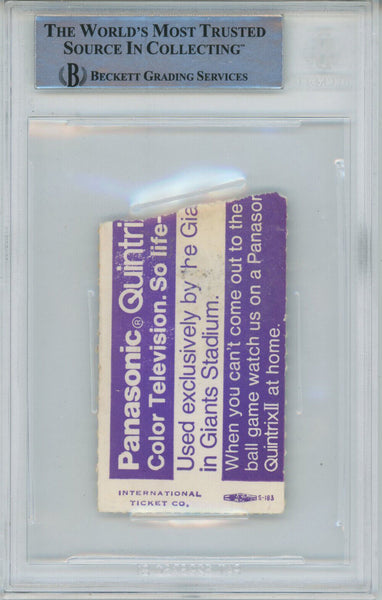 THE WORLD'S MOST TRUSTED
SOURCE IN COLLECTING™
B BECKETT GRADING SERVICES
Panasonic® Quintri
Color Television. So life-
Used exclusively by the Gia
in Giants Stadium.
When you can't come out to the
ball game watch us on a Panason
QuintrixII at home.
INTERNATIONAL
TICKET CO.
S-183